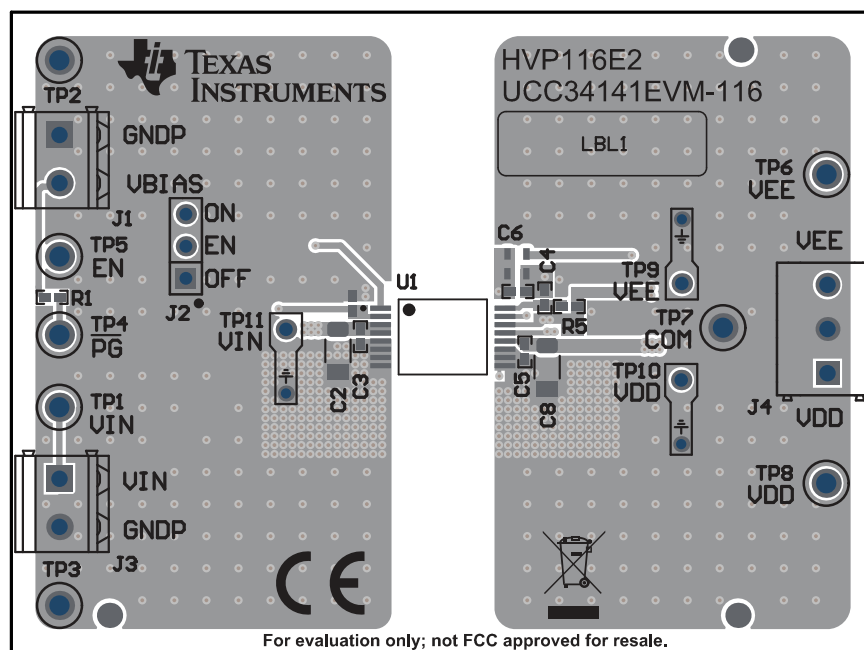 TEXAS
INSTRUMENTS
HVP116E2
UCC34141EVM-116
LBL1
TP2
GNDP
VBIAS
J1
ON
EN
OFF
J2
TP5
EN
R1
TP4
PG
TP11
VIN
U1
C2
C3
TP1
VIN
VIN
GNDP
J3
TP3
C6
C4
R5
C5
C8
TP9
VEE
TP7
COM
TP10
VDD
TP6
VEE
VEE
J4
VDD
TP8
VDD
CE
For evaluation only; not FCC approved for resale.